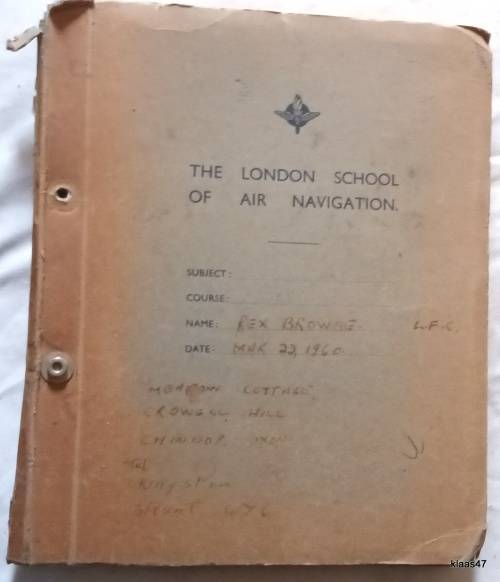 THE LONDON SCHOOL
OF AIR NAVIGATION.
SUBJECT:
COURSE:
NAME: REX BROWNE L.F.C.
DATE: MAR 22, 1960
MEADOW COTTAGE,
CROWELL HILL
CHINNOR, OXON
Tel
Kingston
Blount
klaas47